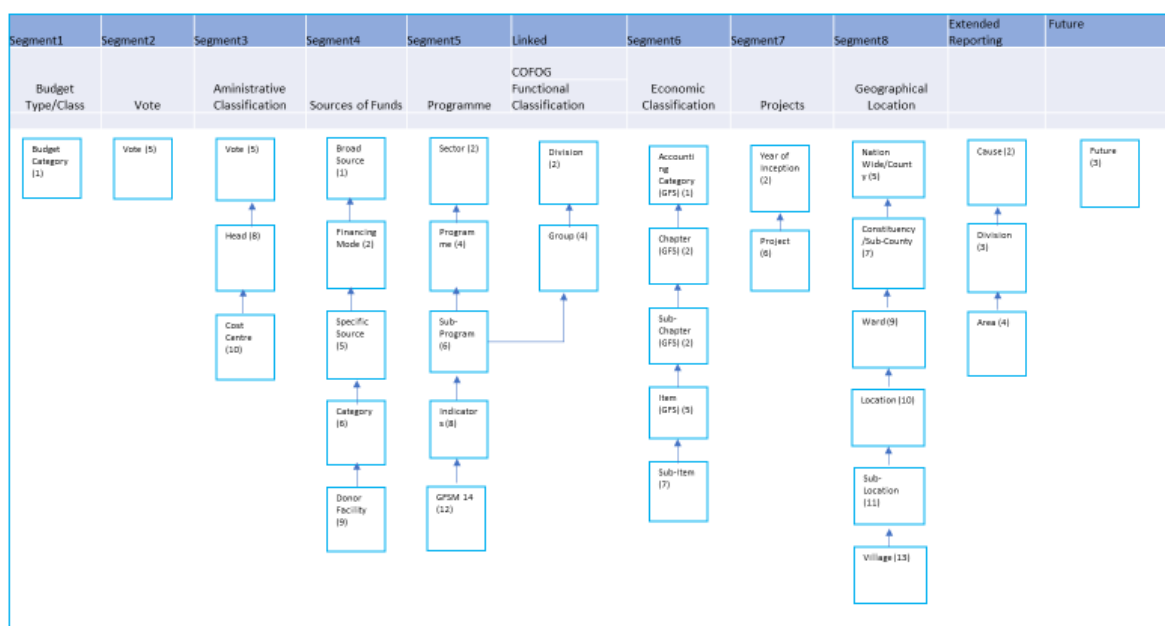 Segment1
Segment2
Segment3
Segment4
Segment5
Linked
Segment6
Segment7
Segment8
Extended
Reporting
Future
Budget
Type/Class
Vote
Aministrative
Classification
Sources of Funds
Programme
COFOG
Functional
Classification
Economic
Classification
Projects
Geographical
Location
Budget
Category
(1)
Vote (5)
Vote (5)
Head (8)
Cost
Centre
(10)
Broad
Source
(1)
Financing
Mode (2)
Specific
Source
(5)
Category
(6)
Donor
Facility
(9)
Sector (2)
Program
me (4)
Sub-
Program
(6)
Indicator
s (8)
GFSM 14
(12)
Division
(2)
Group (4)
Accounti
ng
Category
(GFS) (1)
Chapter
(GFS) (2)
Sub-
Chapter
(GFS) (2)
Item
(GFS) (5)
Sub-Item
(7)
Year of
Inception
(2)
Project
(6)
Nation
Wide/Count
y (5)
Constituency
/Sub-County
(7)
Ward (9)
Location (10)
Sub-
Location
(11)
Village (13)
Cause (2)
Division
(3)
Area (4)
Future
(3)